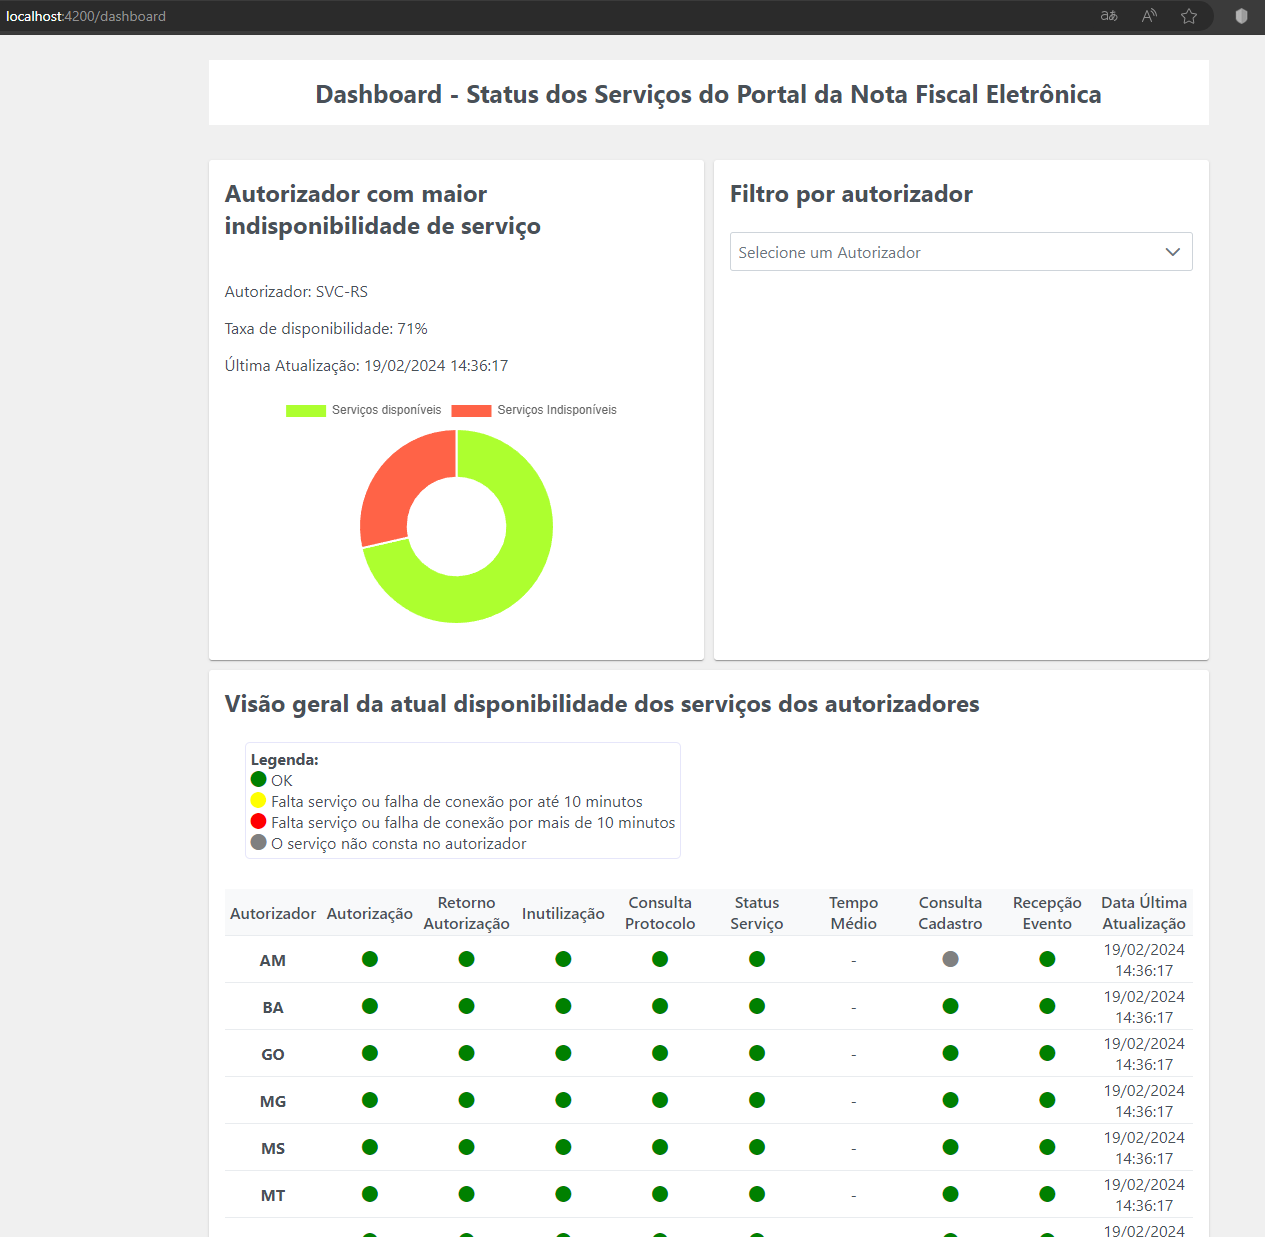 localhost:4200/dashboard
Dashboard - Status dos Serviços do Portal da Nota Fiscal Eletrônica
Autorizador com maior
indisponibilidade de serviço
Autorizador: SVC-RS
Taxa de disponibilidade: 71%
Última Atualização: 19/02/2024 14:36:17
Serviços disponíveis Serviços Indisponíveis
Filtro por autorizador
Selecione um Autorizador
Visão geral da atual disponibilidade dos serviços dos autorizadores
Legenda:
OK
Falta serviço ou falha de conexão por até 10 minutos
Falta serviço ou falha de conexão por mais de 10 minutos
O serviço não consta no autorizador
Autorizador Autorização Retorno Autorização Inutilização Consulta Protocolo Status Serviço Tempo Médio Consulta Cadastro Recepção Evento Data Última Atualização
AM - 19/02/2024 14:36:17
BA - 19/02/2024 14:36:17
GO - 19/02/2024 14:36:17
MG - 19/02/2024 14:36:17
MS - 19/02/2024 14:36:17
MT - 19/02/2024 14:36:17
19/02/2024